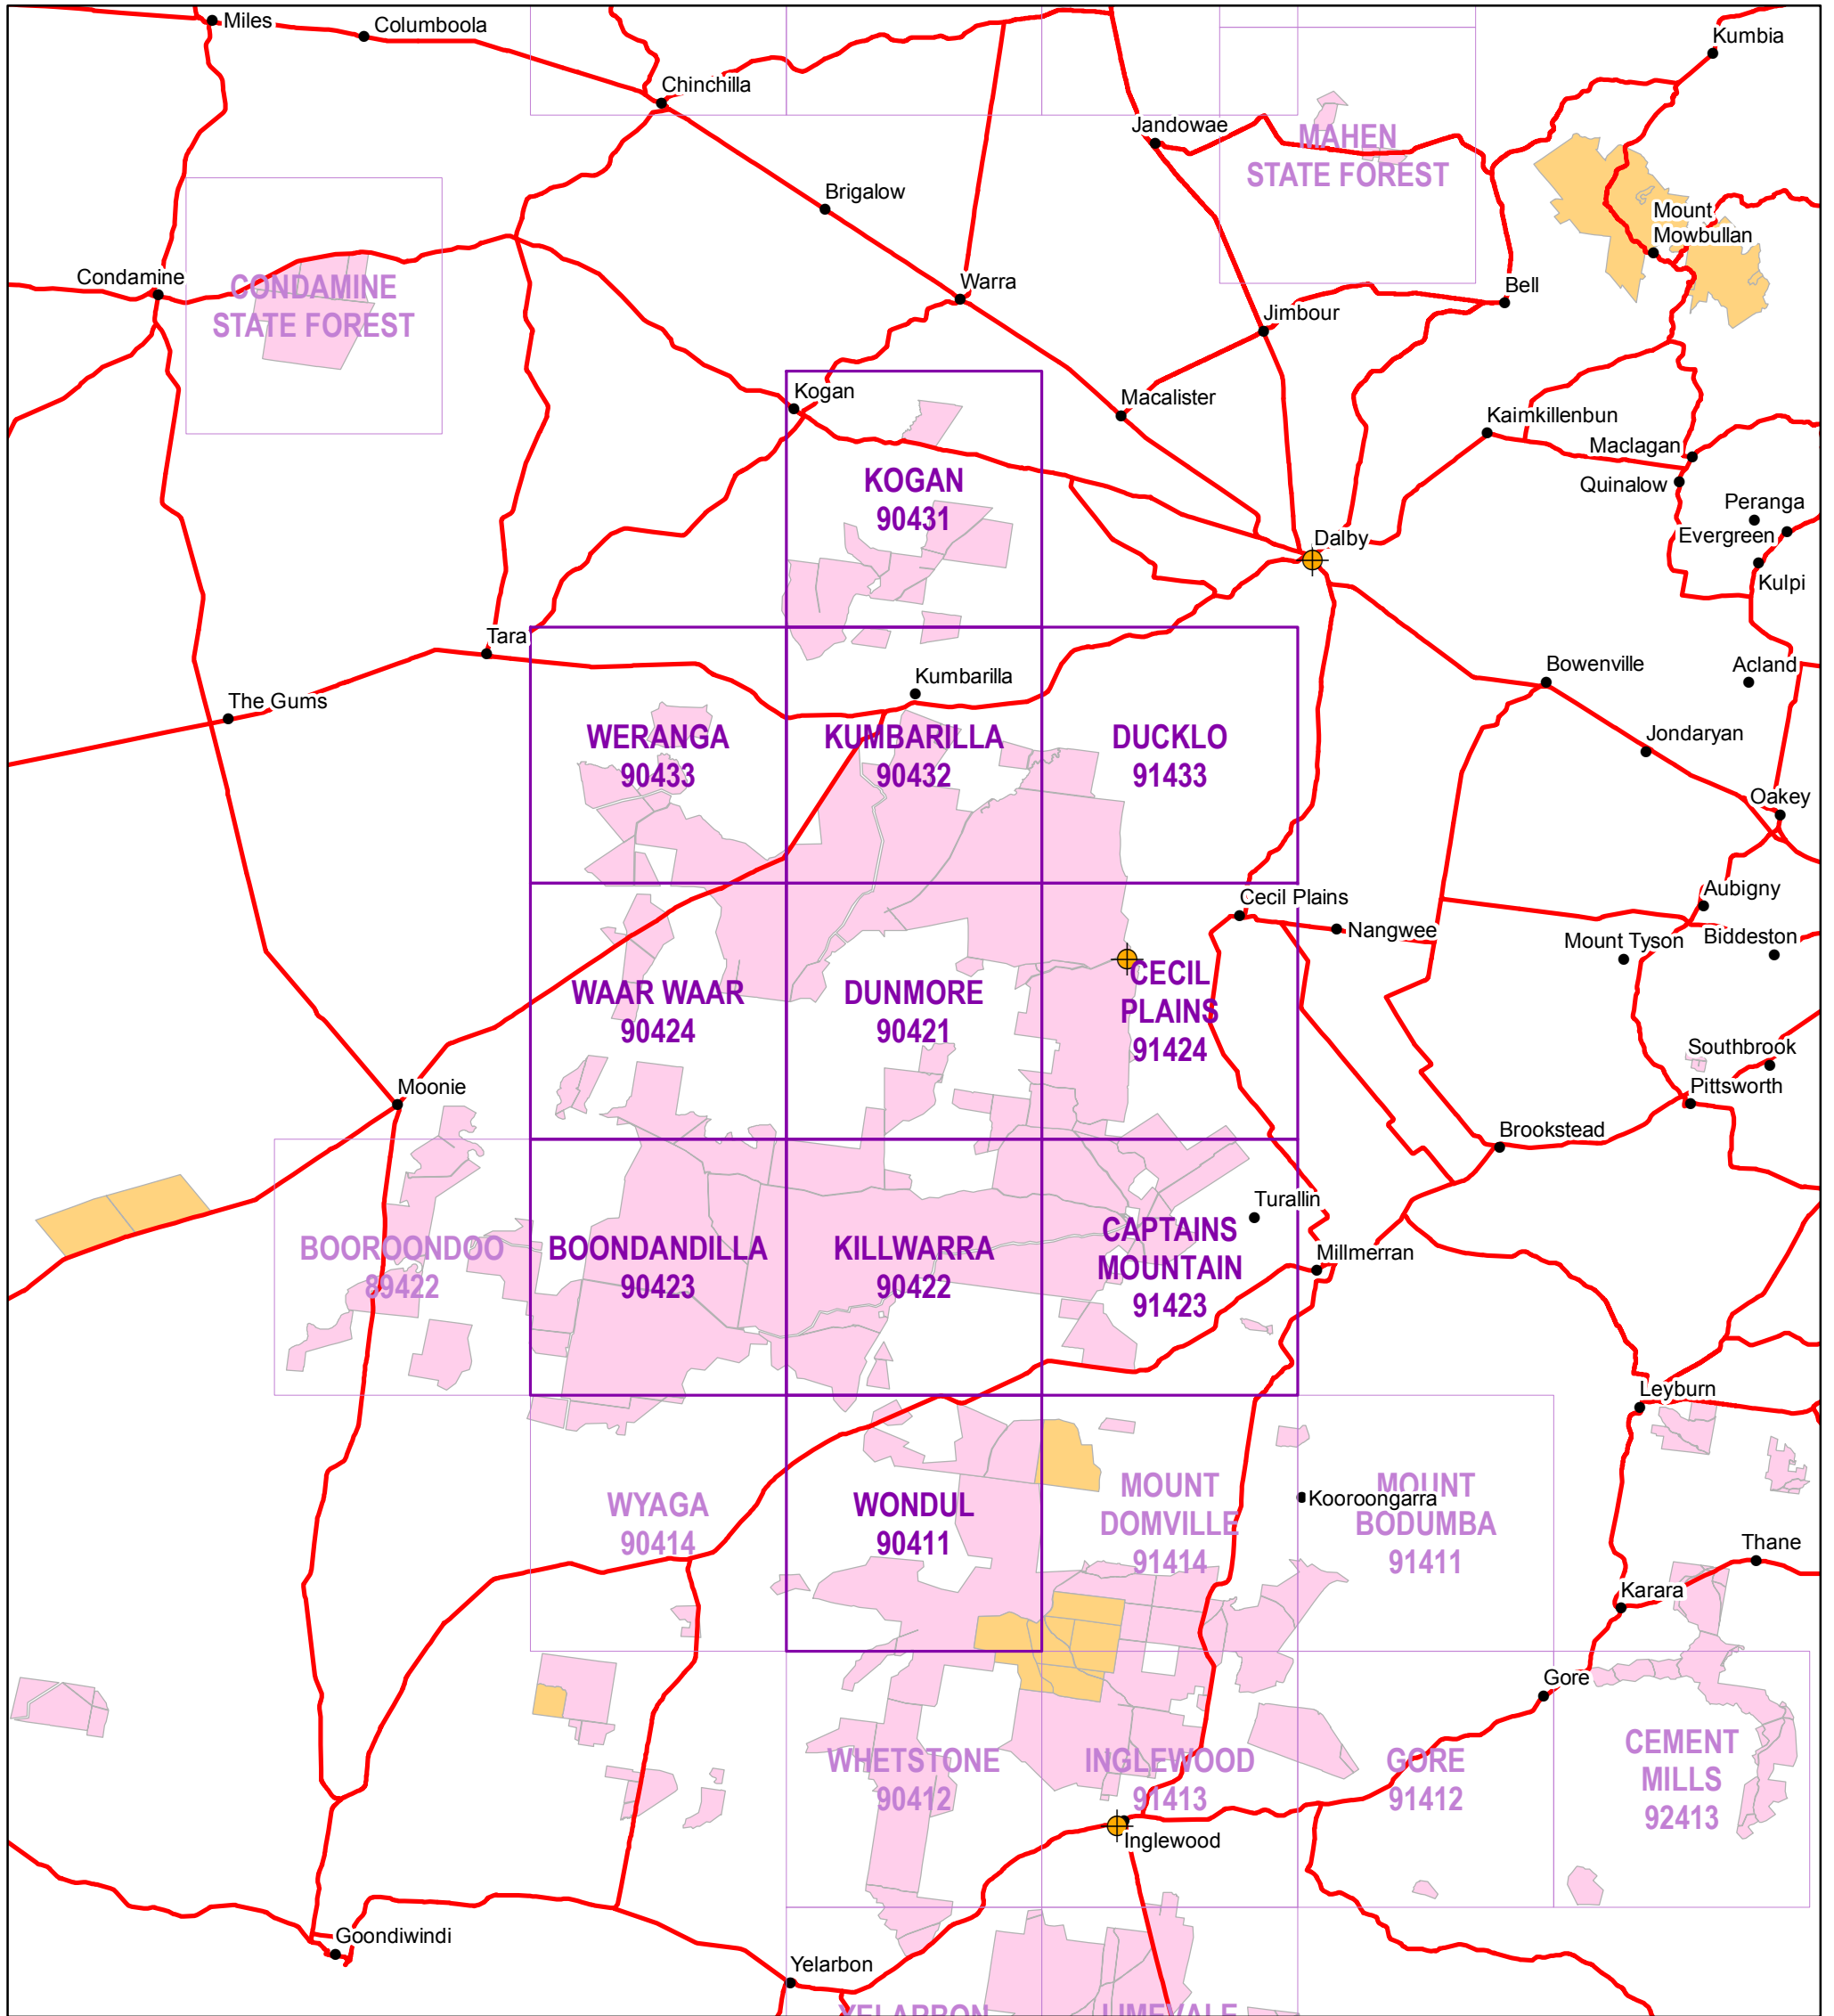 Miles
Columboola
Kumbia
Chinchilla
Jandowae
MAHEN
STATE FOREST
Brigalow
Mount
Mowbullan
Condamine
CONDAMINE
STATE FOREST
Warra
Bell
Jimbour
Kogan
Macalister
Kaimkillenbun
Maclagan
KOGAN
90431
Quinalow
Peranga
Evergreen
Dalby
Kulpi
Tara
Kumbarilla
Bowenville
Acland
The Gums
WERANGA
90433
KUMBARILLA
90432
DUCKLO
91433
Jondaryan
Oakey
Cecil Plains
Aubigny
Nangwee
Mount Tyson
Biddeston
WAAR WAAR
90424
DUNMORE
90421
CECIL
PLAINS
91424
Southbrook
Moonie
Pittsworth
Brookstead
Turallin
BOOROONDOO
89422
BOONDANDILLA
90423
KILLWARRA
90422
CAPTAINS
MOUNTAIN
91423
Millmerran
Leyburn
WYAGA
90414
WONDUL
90411
MOUNT
DOMVILLE
91414
Kooroongarra
MOUNT
BODUMBA
91411
Thane
Karara
Gore
WHETSTONE
90412
INGLEWOOD
91413
GORE
91412
CEMENT
MILLS
92413
Inglewood
Goondiwindi
Yelarbon
YELARBON
LIMEVALE